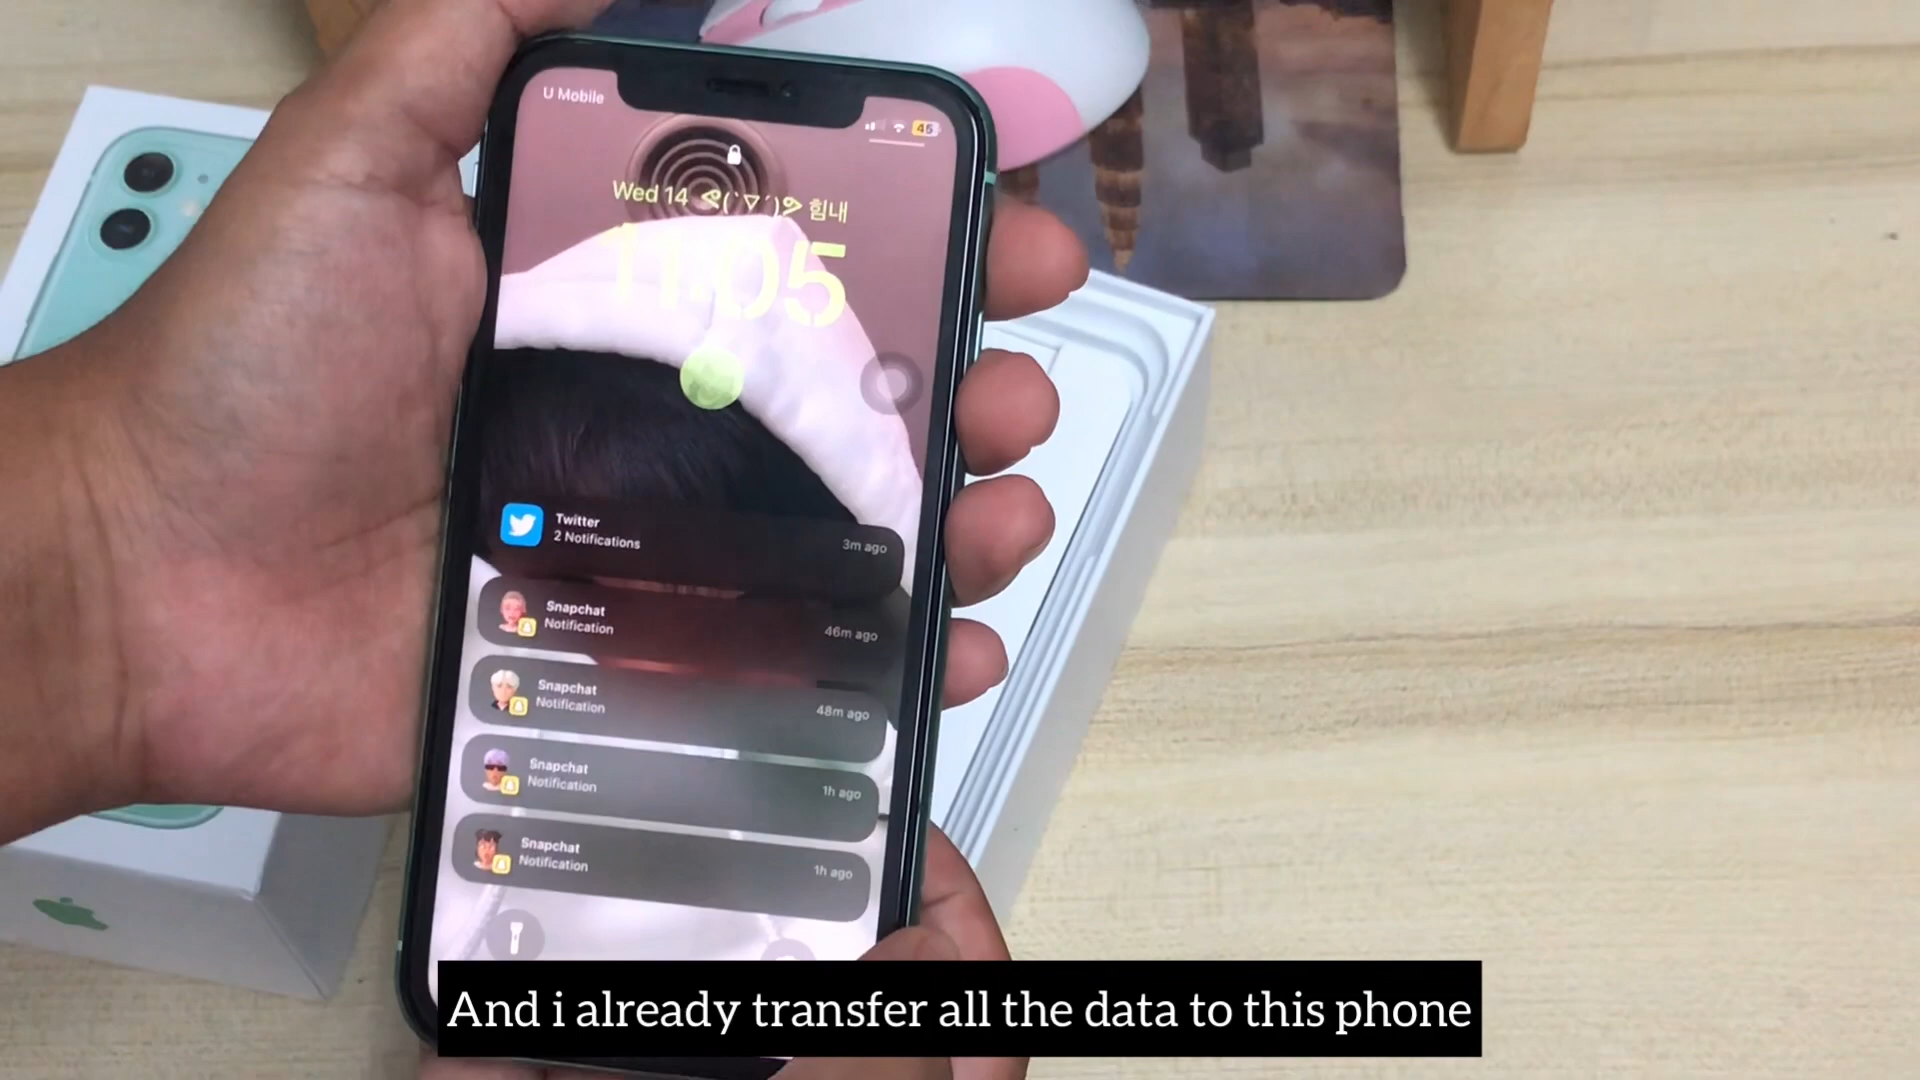 U Mobile
45
Wed 14 ᕙ(`▽´)ᕗ 힘내
11:05
Twitter
2 Notifications
3m ago
Snapchat
Notification
46m ago
Snapchat
Notification
48m ago
Snapchat
Notification
1h ago
Snapchat
Notification
1h ago
And i already transfer all the data to this phone